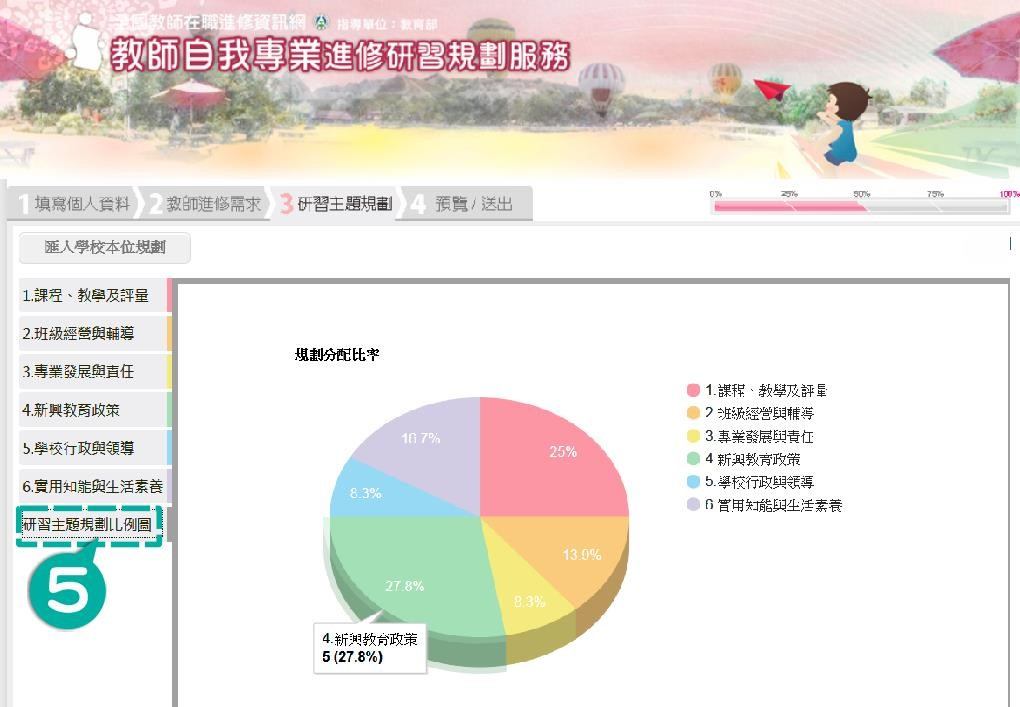 全國教師在職進修資訊網 指導單位：教育部
教師自我專業進修研習規劃服務
1 填寫個人資料 2 教師進修需求 3 研習主題規劃 4 預覽 / 送出
0% 25% 50% 75% 100%
匯入學校本位規劃
1.課程、教學及評量
2.班級經營與輔導
3.專業發展與責任
4.新興教育政策
5.學校行政與領導
6.實用知能與生活素養
研習主題規劃比例圖
5
規劃分配比率
16.7%
25%
8.3%
13.9%
27.8%
8.3%
4.新興教育政策
5 (27.8%)
1.課程、教學及評量
2 班級經營與輔導
3.專業發展與責任
4 新興教育政策
5.學校行政與領導
6 實用知能與生活素養